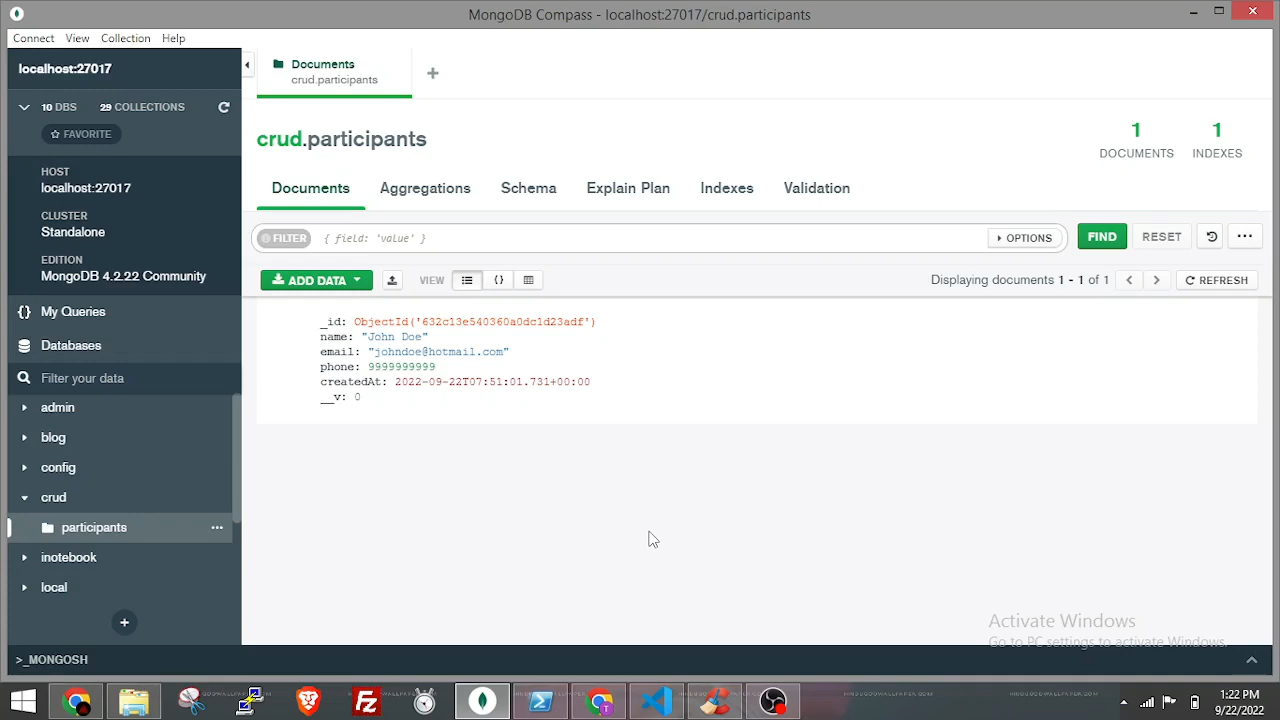 MongoDB Compass - localhost:27017/crud.participants
Connect View Collection Help
localhost:27017
10 DBS 29 COLLECTIONS
FAVORITE
HOST
localhost:27017
CLUSTER
Standalone
EDITION
MongoDB 4.2.22 Community
My Queries
Databases
Filter your data
admin
blog
config
crud
participants
inotebook
local
+
>_MONGOSH
Documents
crud.participants
+
crud.participants
1
DOCUMENTS
1
INDEXES
Documents Aggregations Schema Explain Plan Indexes Validation
FILTER { field: 'value' } OPTIONS FIND RESET ...
ADD DATA VIEW {} Displaying documents 1 - 1 of 1 < > REFRESH
_id: ObjectId('632c13e540360a0dc1d23adf')
name: "John Doe"
email: "johndoe@hotmail.com"
phone: 9999999999
createdAt: 2022-09-22T07:51:01.731+00:00
__v: 0
Activate Windows
Go to PC settings to activate Windows.
1:22 PM
9/22/2022